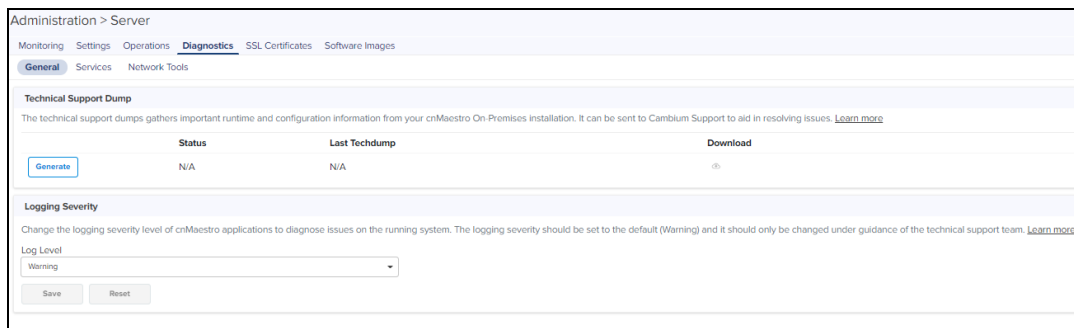 Administration > Server
Monitoring Settings Operations Diagnostics SSL Certificates Software Images
General Services Network Tools
Technical Support Dump
The technical support dumps gathers important runtime and configuration information from your cnMaestro On-Premises installation. It can be sent to Cambium Support to aid in resolving issues. Learn more
Status Last Techdump Download
Generate N/A N/A
Logging Severity
Change the logging severity level of cnMaestro applications to diagnose issues on the running system. The logging severity should be set to the default (Warning) and it should only be changed under guidance of the technical support team. Learn more
Log Level
Warning
Save Reset